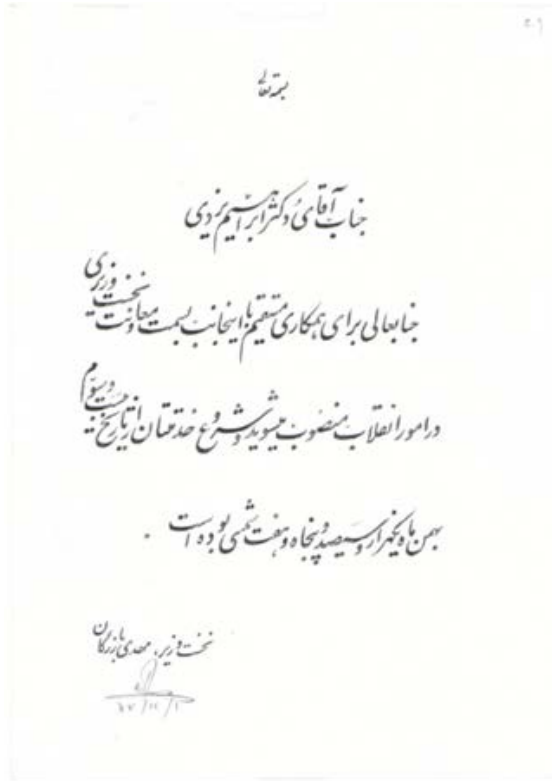 بسمه تعالی
جناب آقای دکتر ابراهیم یزدی
جنابعالی برای همکاری مستقیم با اینجانب بسمت معاونت نخست وزیری
در امور انقلاب منصوب میشوید و شروع خدمتتان از تاریخ بیست و سوم
بهمن ماه یکهزار و سیصد و پنجاه و هفت شمسی بوده است .
نخست وزیر، مهدی بازرگان